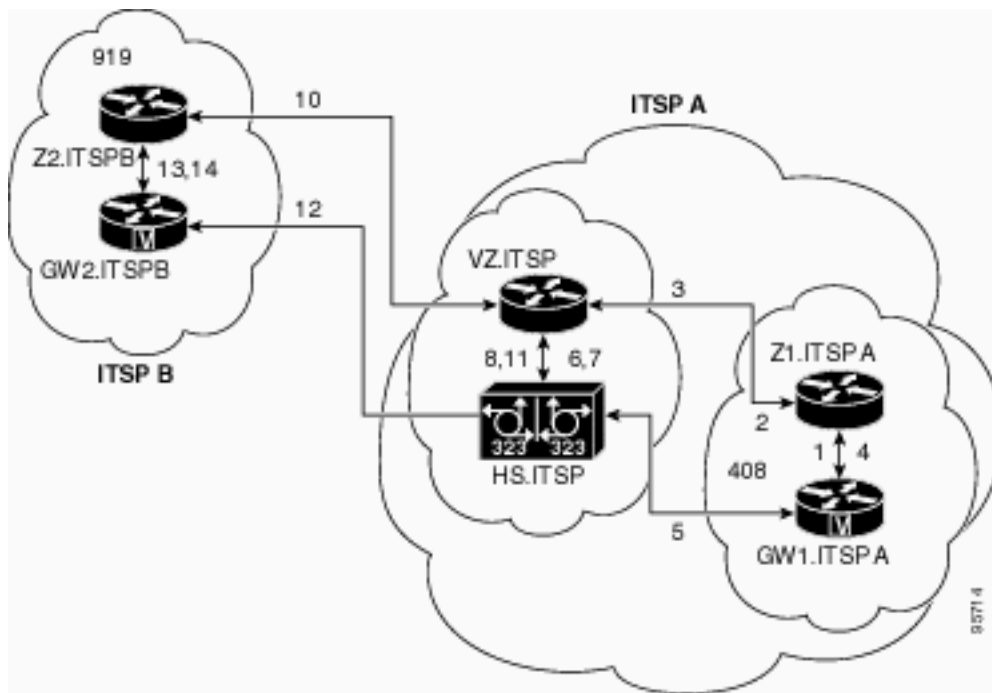 919
10
ITSP A
Z2.ITSPB
13,14
12
GW2.ITSPB
VZ.ITSP
3
ITSP B
8,11
6,7
Z1.ITSPA
2
323 323
1
4
HS.ITSP
408
5
GW1.ITSPA
95714